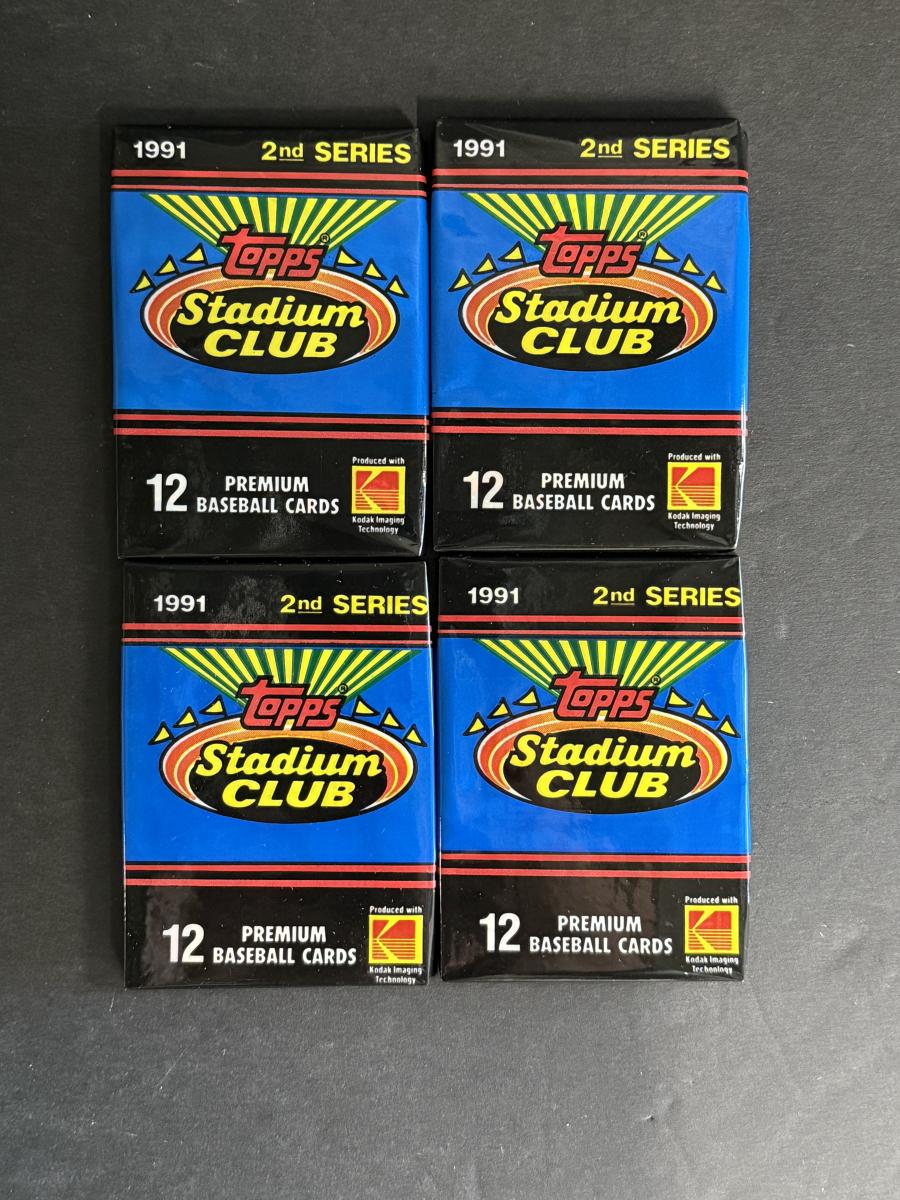 1991 2nd SERIES
TOPPS®
Stadium
CLUB
12 PREMIUM
BASEBALL CARDS
Produced with
Kodak Imaging
Technology
1991 2nd SERIES
TOPPS®
Stadium
CLUB
12 PREMIUM
BASEBALL CARDS
Produced with
Kodak Imaging
Technology
1991 2nd SERIES
TOPPS®
Stadium
CLUB
12 PREMIUM
BASEBALL CARDS
Produced with
Kodak Imaging
Technology
1991 2nd SERIES
TOPPS®
Stadium
CLUB
12 PREMIUM
BASEBALL CARDS
Produced with
Kodak Imaging
Technology